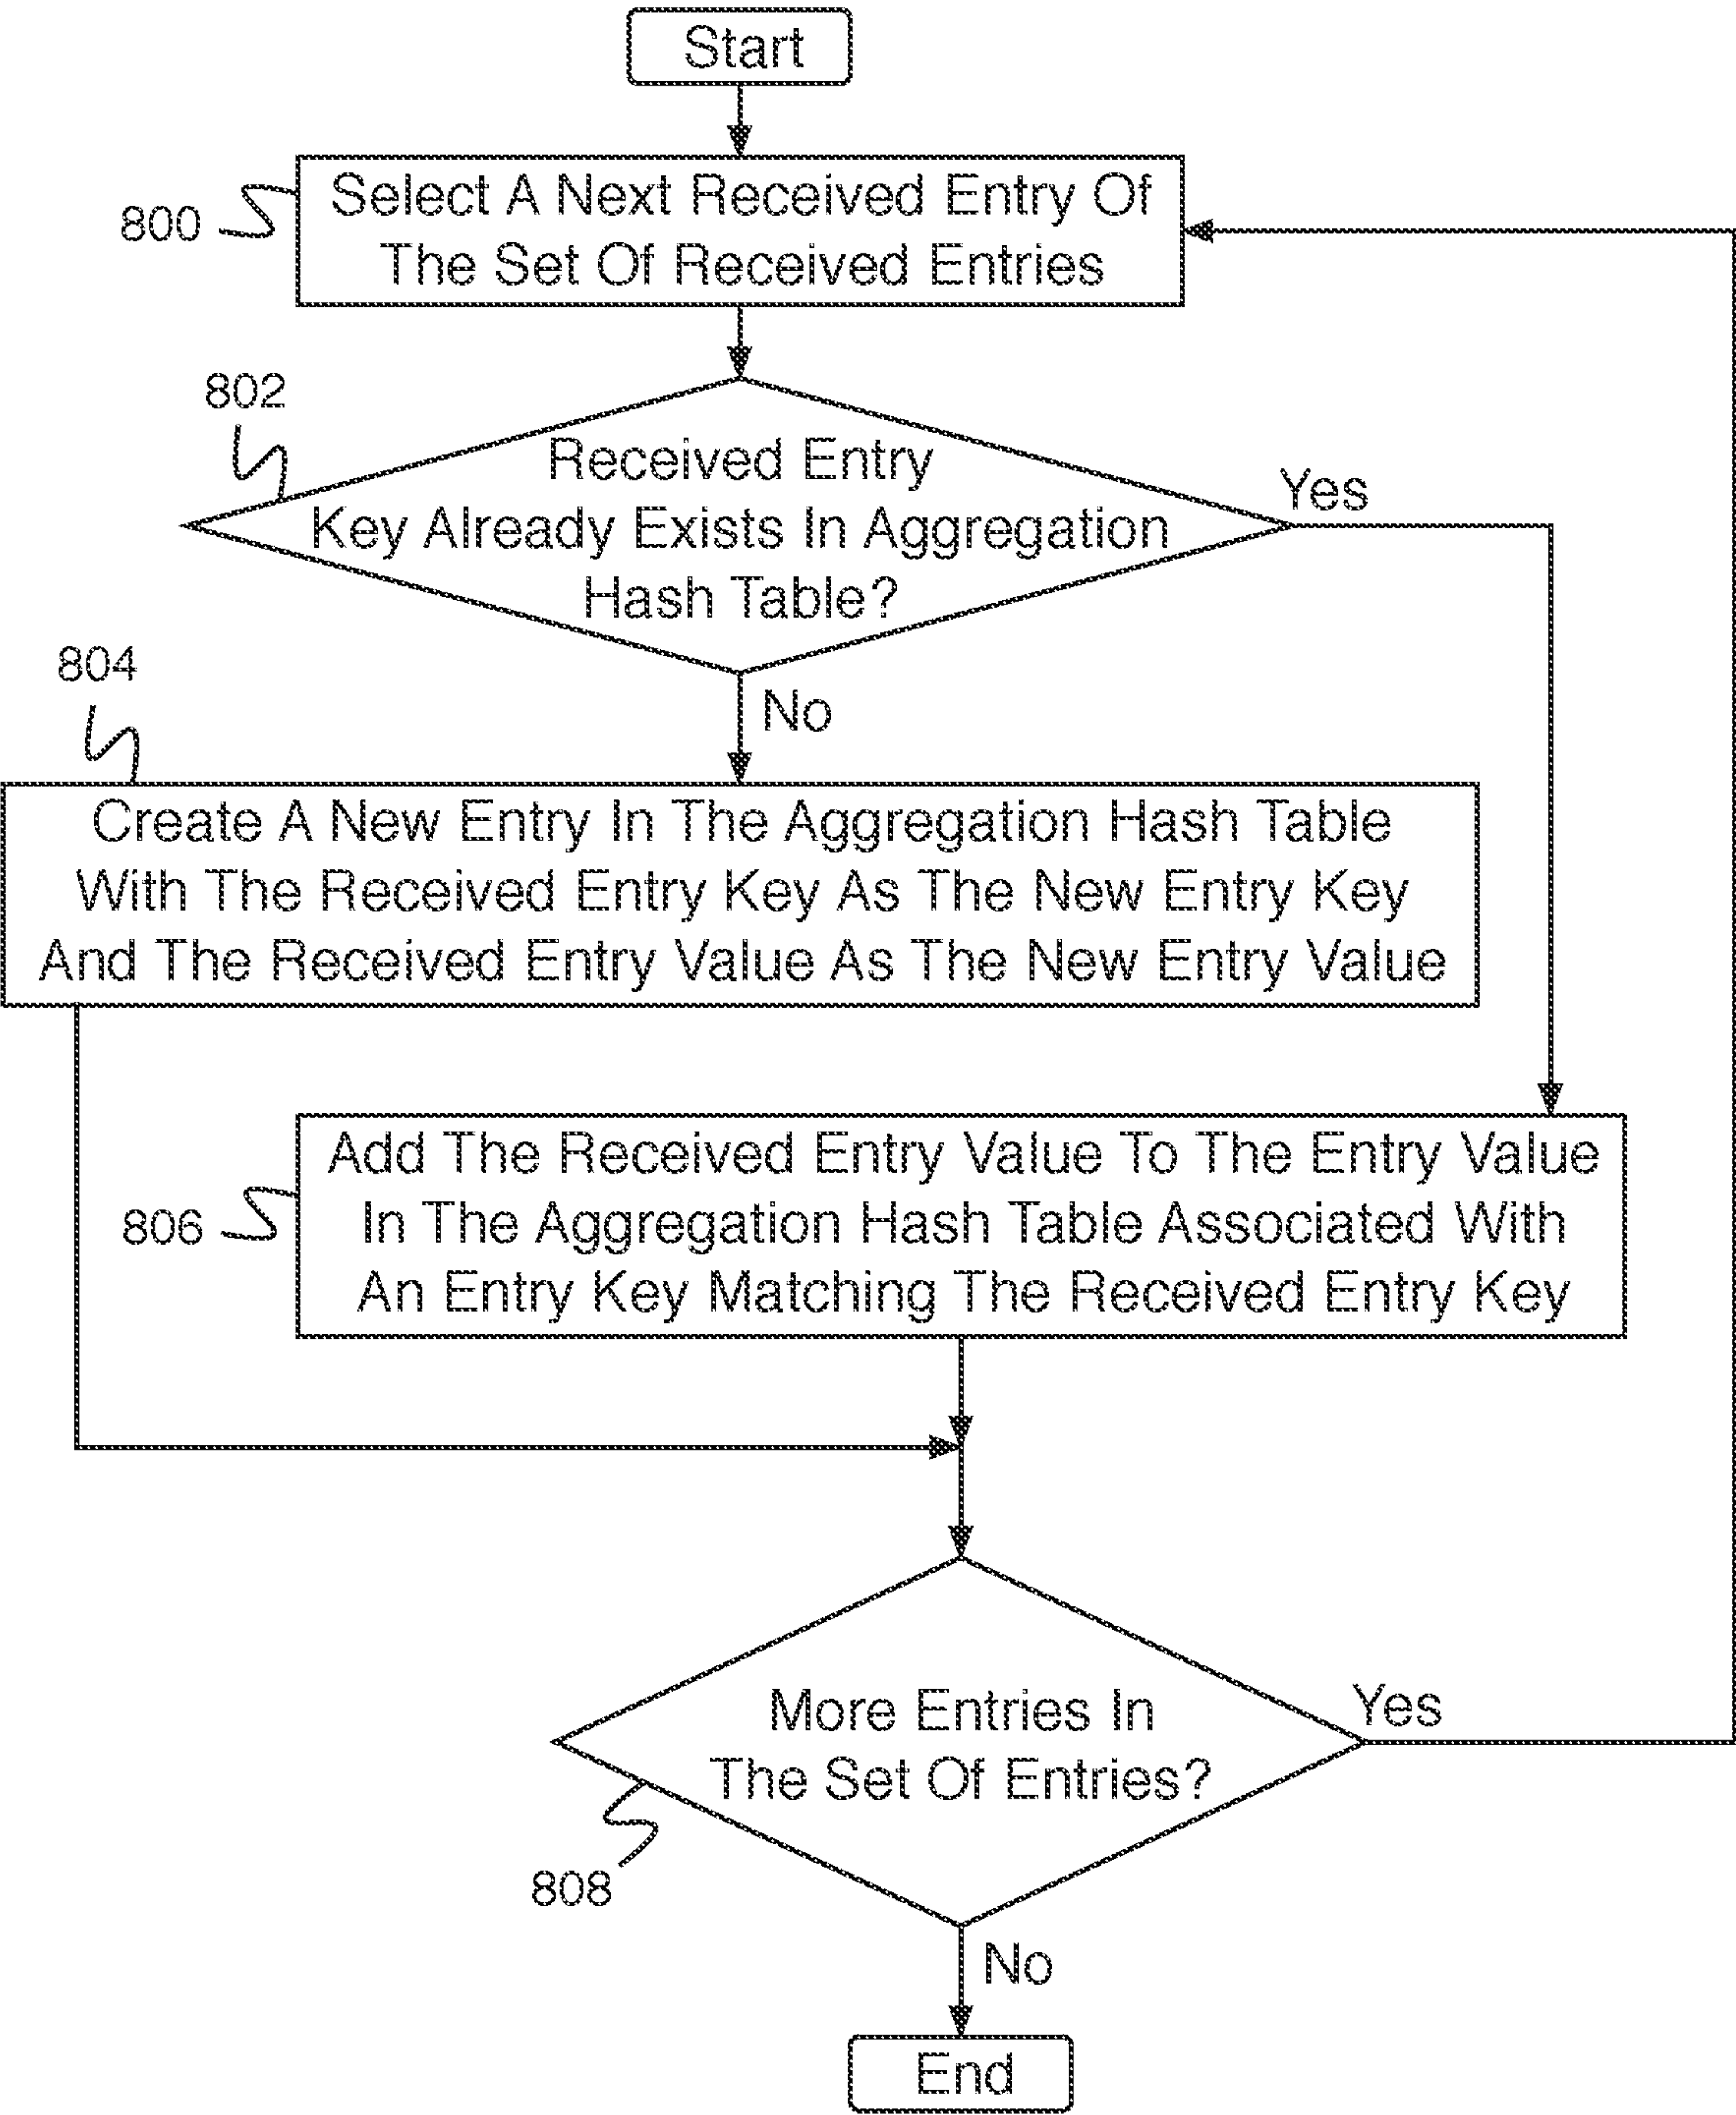 Start
800
Select A Next Received Entry Of
The Set Of Received Entries
802
Received Entry
Key Already Exists In Aggregation
Hash Table?
Yes
No
804
Create A New Entry In The Aggregation Hash Table
With The Received Entry Key As The New Entry Key
And The Received Entry Value As The New Entry Value
806
Add The Received Entry Value To The Entry Value
In The Aggregation Hash Table Associated With
An Entry Key Matching The Received Entry Key
More Entries In
The Set Of Entries?
Yes
808
No
End